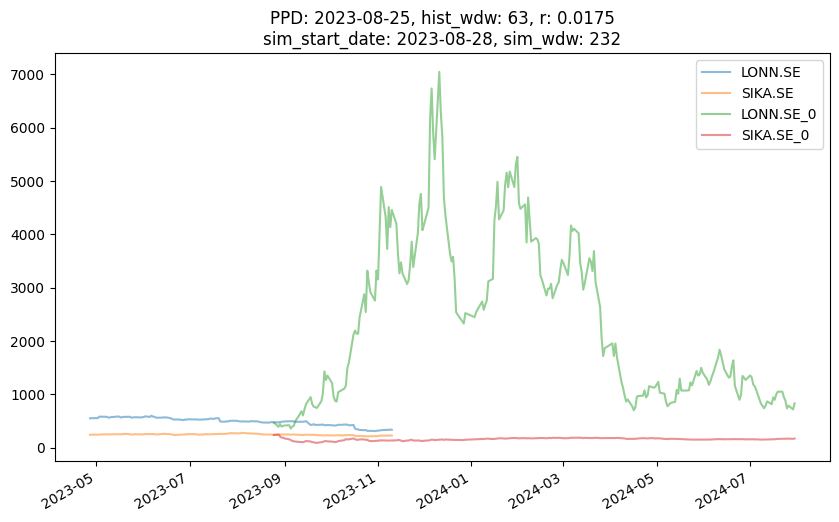 PPD: 2023-08-25, hist_wdw: 63, r: 0.0175
sim_start_date: 2023-08-28, sim_wdw: 232
LONN.SE
SIKA.SE
LONN.SE_0
SIKA.SE_0
7000
6000
5000
4000
3000
2000
1000
0
2023-05
2023-07
2023-09
2023-11
2024-01
2024-03
2024-05
2024-07